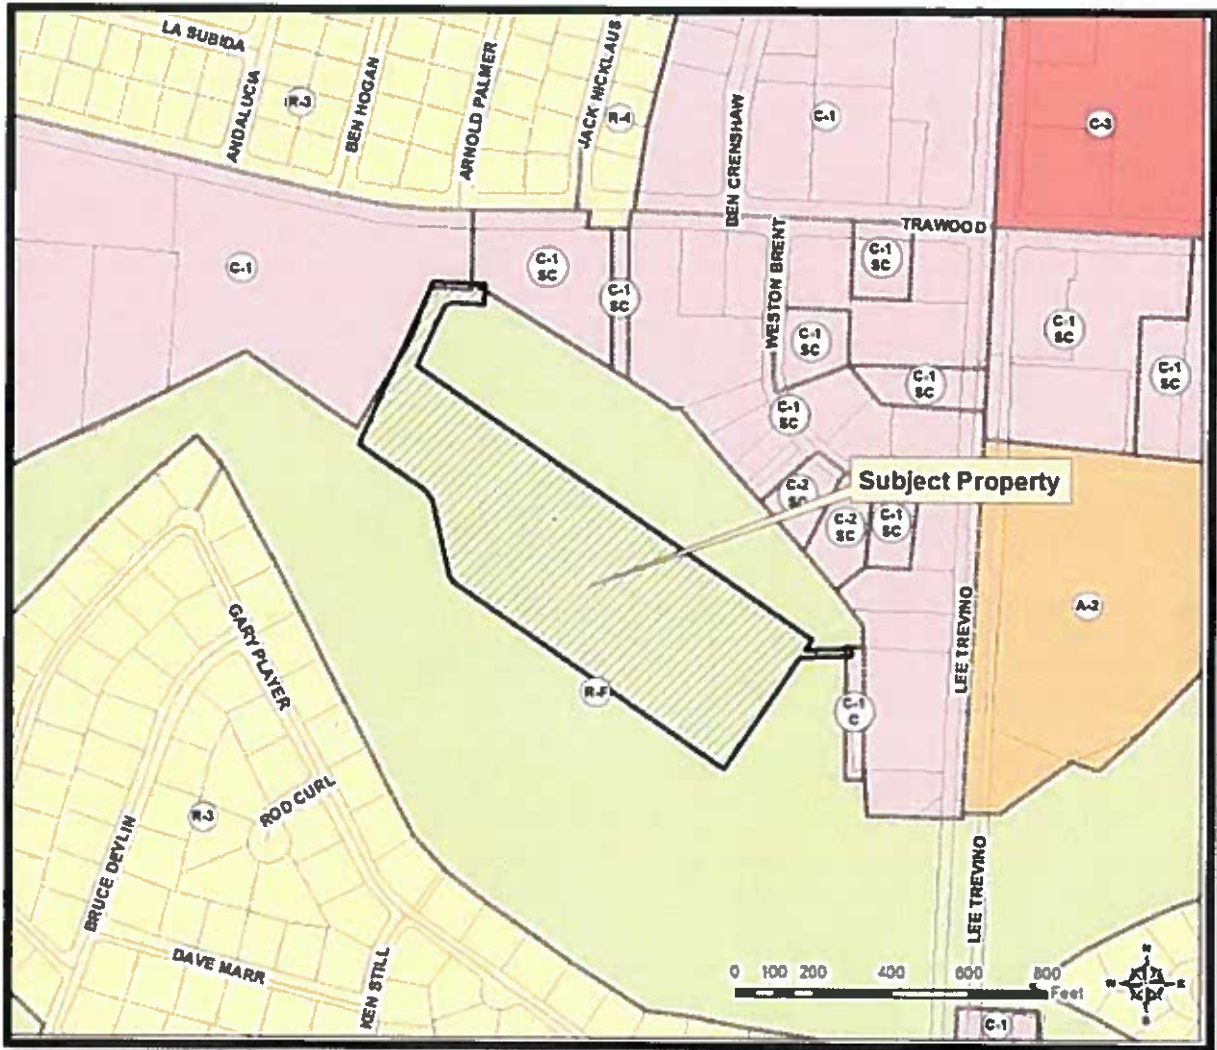 LA SUBIDA
ANDALUCIA
R-3
BEN HOGAN
ARNOLD PALMER
JACK NICKLAUS
R-4
BEN CRENSHAW
C-1
C-3
TRAWOOD
C-1
C-1
SC
C-1
SC
WESTON BRENT
C-1
SC
C-1
SC
C-1
SC
C-1
SC
C-1
SC
C-1
SC
C-2
SC
Subject Property
C-2
SC
C-1
SC
LEE TREVINO
A-2
GARY PLAYER
R-F
C-1
C
R-3
ROD CURL
BRUCE DEVLIN
DAVE MARR
KEN STILL
LEE TREVINO
0 100 200 400 600 800
Feet
N
W E
S
C-1